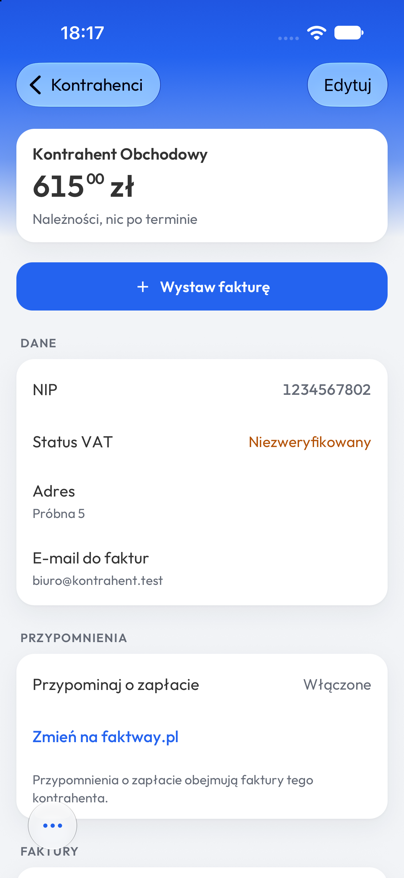 18:17
Kontrahenci
Edytuj
Kontrahent Obchodowy
615⁰⁰ zł
Należności, nic po terminie
+ Wystaw fakturę
DANE
NIP 1234567802
Status VAT Niezweryfikowany
Adres
Próbna 5
E-mail do faktur
biuro@kontrahent.test
PRZYPOMNIENIA
Przypominaj o zapłacie Włączone
Zmień na faktway.pl
Przypomnienia o zapłacie obejmują faktury tego
kontrahenta.
FAKTURY